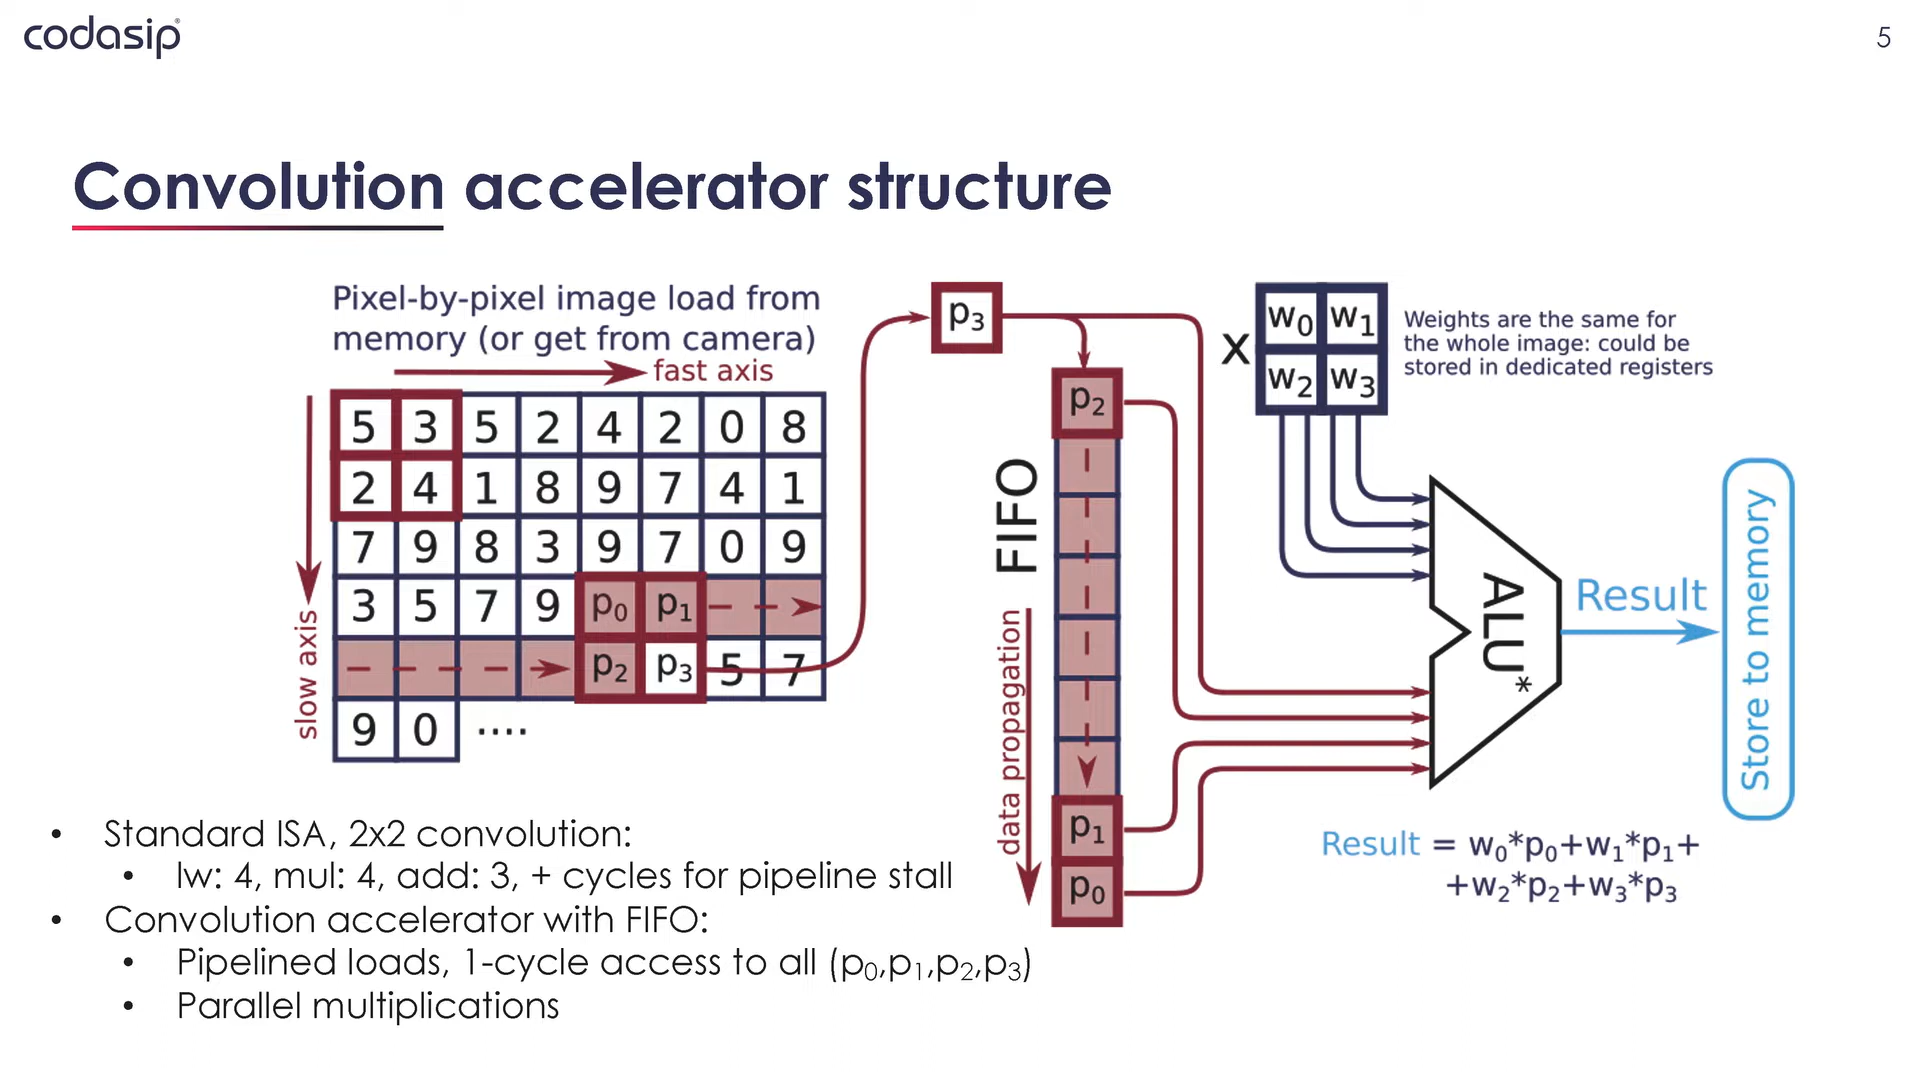 codasip
5
Convolution accelerator structure
Pixel-by-pixel image load from
memory (or get from camera)
fast axis
slow axis
5 3 5 2 4 2 0 8
2 4 1 8 9 7 4 1
7 9 8 3 9 7 0 9
3 5 7 9 p₀ p₁
p₂ p₃ 5 7
9 0 ....
p₃
FIFO
data propagation
p₂
p₁
p₀
x
w₀ w₁
w₂ w₃
Weights are the same for
the whole image: could be
stored in dedicated registers
ALU*
Result
Store to memory
Result = w₀*p₀+w₁*p₁+
+w₂*p₂+w₃*p₃
• Standard ISA, 2x2 convolution:
• lw: 4, mul: 4, add: 3, + cycles for pipeline stall
• Convolution accelerator with FIFO:
• Pipelined loads, 1-cycle access to all (p₀,p₁,p₂,p₃)
• Parallel multiplications